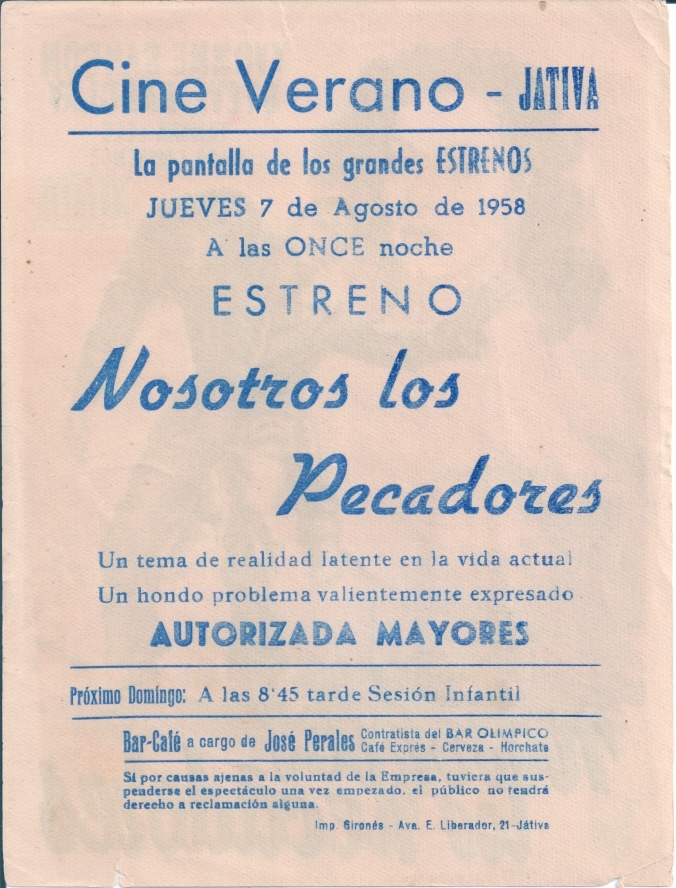 Cine Verano - JATIVA
La pantalla de los grandes ESTRENOS
JUEVES 7 de Agosto de 1958
A las ONCE noche
ESTRENO
Nosotros los
Pecadores
Un tema de realidad latente en la vida actual
Un hondo problema valientemente expresado
AUTORIZADA MAYORES
Próximo Domingo: A las 8'45 tarde Sesión Infantil
Bar-Café a cargo de José Perales Contratista del BAR OLIMPICO
Café Exprés - Cerveza - Horchata
Si por causas ajenas a la voluntad de la Empresa, tuviera que sus-
penderse el espectáculo una vez empezado, el público no tendrá
derecho a reclamación alguna.
Imp. Gironés - Ava. E. Liberador, 21-Játiva